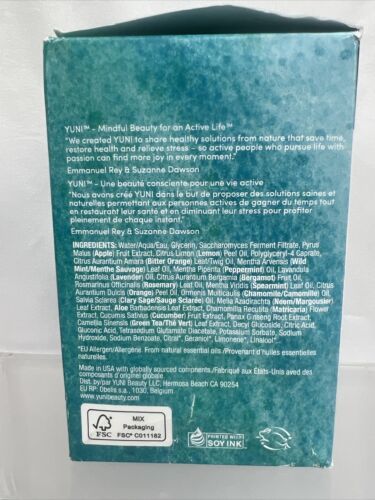 YUNI™ - Mindful Beauty for an Active Life™
"We created YUNI to share healthy solutions from nature that save time,
restore health and relieve stress – so active people who pursue life with
passion can find more joy in every moment."
Emmanuel Rey & Suzanne Dawson
YUNI™ - Une beauté consciente pour une vie active
"Nous avons créé YUNI dans le but de proposer des solutions saines et
naturelles permettant aux personnes actives de gagner du temps tout
en restaurant leur santé et en diminuant leur stress pour profiter
pleinement de chaque instant."
Emmanuel Rey & Suzanne Dawson
INGREDIENTS: Water/Aqua/Eau, Glycerin, Saccharomyces Ferment Filtrate, Pyrus
Malus (Apple) Fruit Extract, Citrus Limon (Lemon) Peel Oil, Polyglyceryl-4 Caprate,
Citrus Aurantium Amara (Bitter Orange) Leaf/Twig Oil, Mentha Arvensis (Wild
Mint/Menthe Sauvage) Leaf Oil, Mentha Piperita (Peppermint) Oil, Lavandula
Angustifolia (Lavender) Oil, Citrus Aurantium Bergamia (Bergamot) Fruit Oil,
Rosmarinus Officinalis (Rosemary) Leaf Oil, Mentha Viridis (Spearmint) Leaf Oil, Citrus
Aurantium Dulcis (Orange) Peel Oil, Ormenis Multicaulis (Chamomile/Camomille) Oil,
Salvia Sclarea (Clary Sage/Sauge Sclarée) Oil, Melia Azadirachta (Neem/Margousier)
Leaf Extract, Aloe Barbadensis Leaf Extract, Chamomilla Recutita (Matricaria) Flower
Extract, Cucumis Sativus (Cucumber) Fruit Extract, Panax Ginseng Root Extract,
Camellia Sinensis (Green Tea/Thé Vert) Leaf Extract, Decyl Glucoside, Citric Acid,
Gluconic Acid, Tetrasodium Glutamate Diacetate, Potassium Sorbate, Sodium
Hydroxide, Sodium Benzoate, Citral*, Geraniol*, Limonene*, Linalool*.
*EU Allergen/Allergène. From natural essential oils / Provenant d'huiles essentielles
naturelles.
Made in USA with globally sourced components./Fabriqué aux États-Unis avec
Dist. by/par YUNI Beauty LLC, Hermosa Beach CA 90254
EU RP: Obelis s.a., 1030, Belgium
www.yunibeauty.com
FSC
MIX
Packaging
FSC® C011162
PRINTED WITH
SOY INK